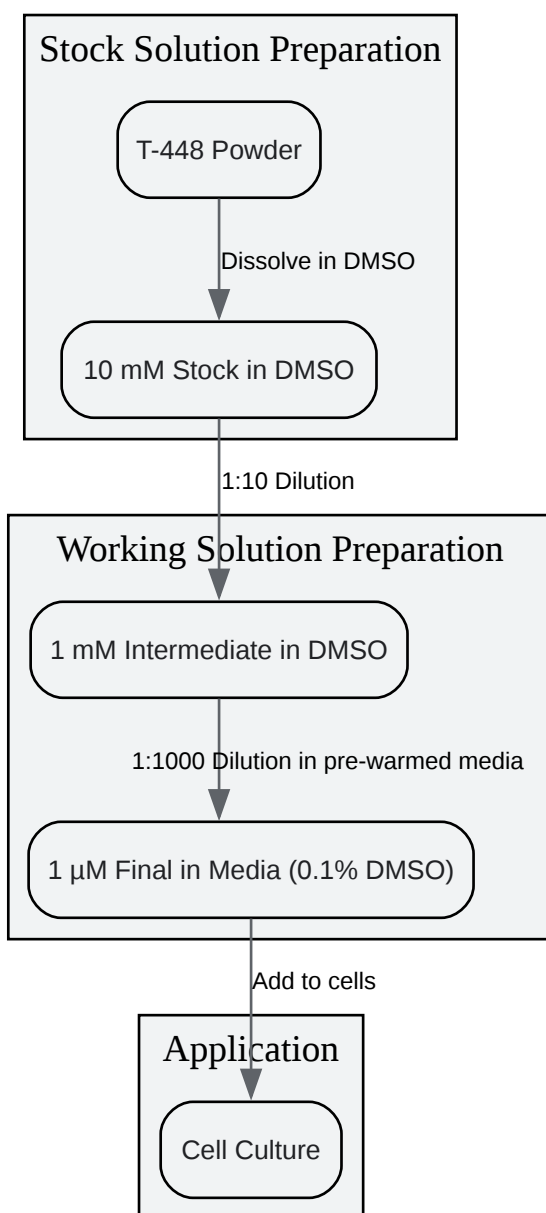 Stock Solution Preparation
T-448 Powder
Dissolve in DMSO
10 mM Stock in DMSO
1:10 Dilution
Working Solution Preparation
1 mM Intermediate in DMSO
1:1000 Dilution in pre-warmed media
1 µM Final in Media (0.1% DMSO)
Add to cells
Application
Cell Culture